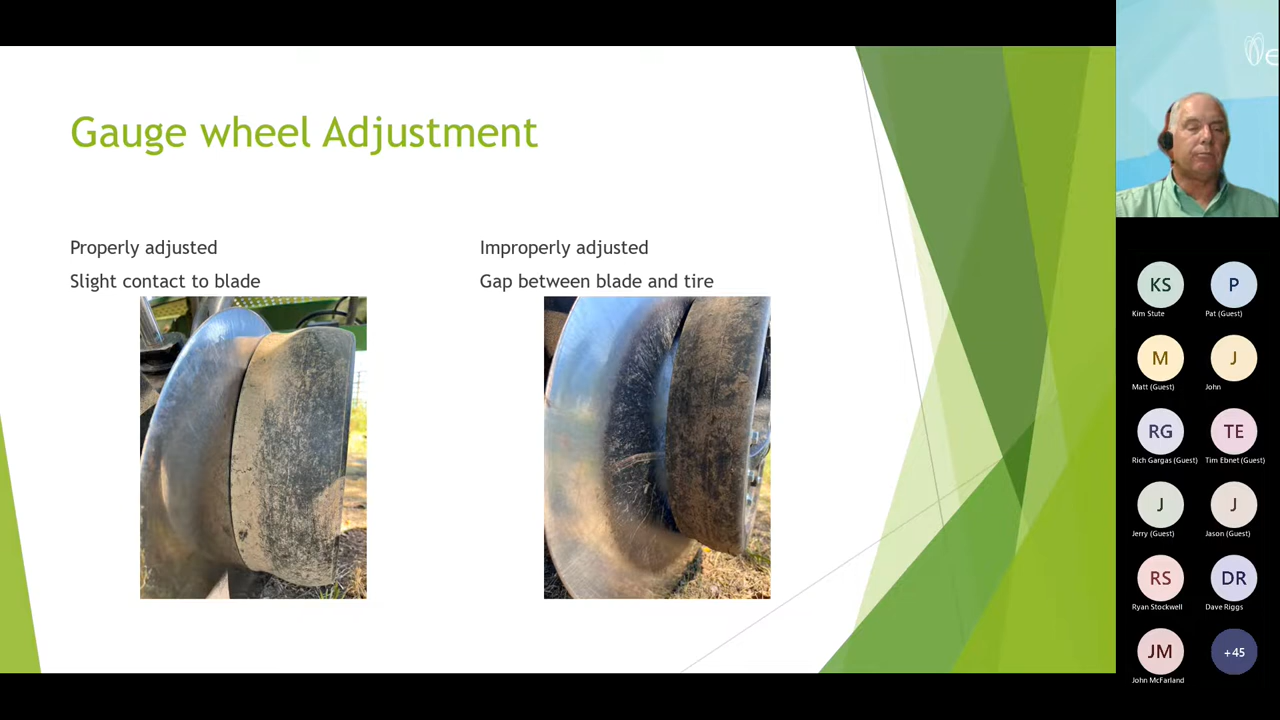 Gauge wheel Adjustment
Properly adjusted
Slight contact to blade
Improperly adjusted
Gap between blade and tire
KS
Kim Stute
P
Pat (Guest)
M
Matt (Guest)
J
John
RG
Rich Gargas (Guest)
TE
Tim Ebnet (Guest)
J
Jerry (Guest)
J
Jason (Guest)
RS
Ryan Stockwell
DR
Dave Riggs
JM
John McFarland
+45